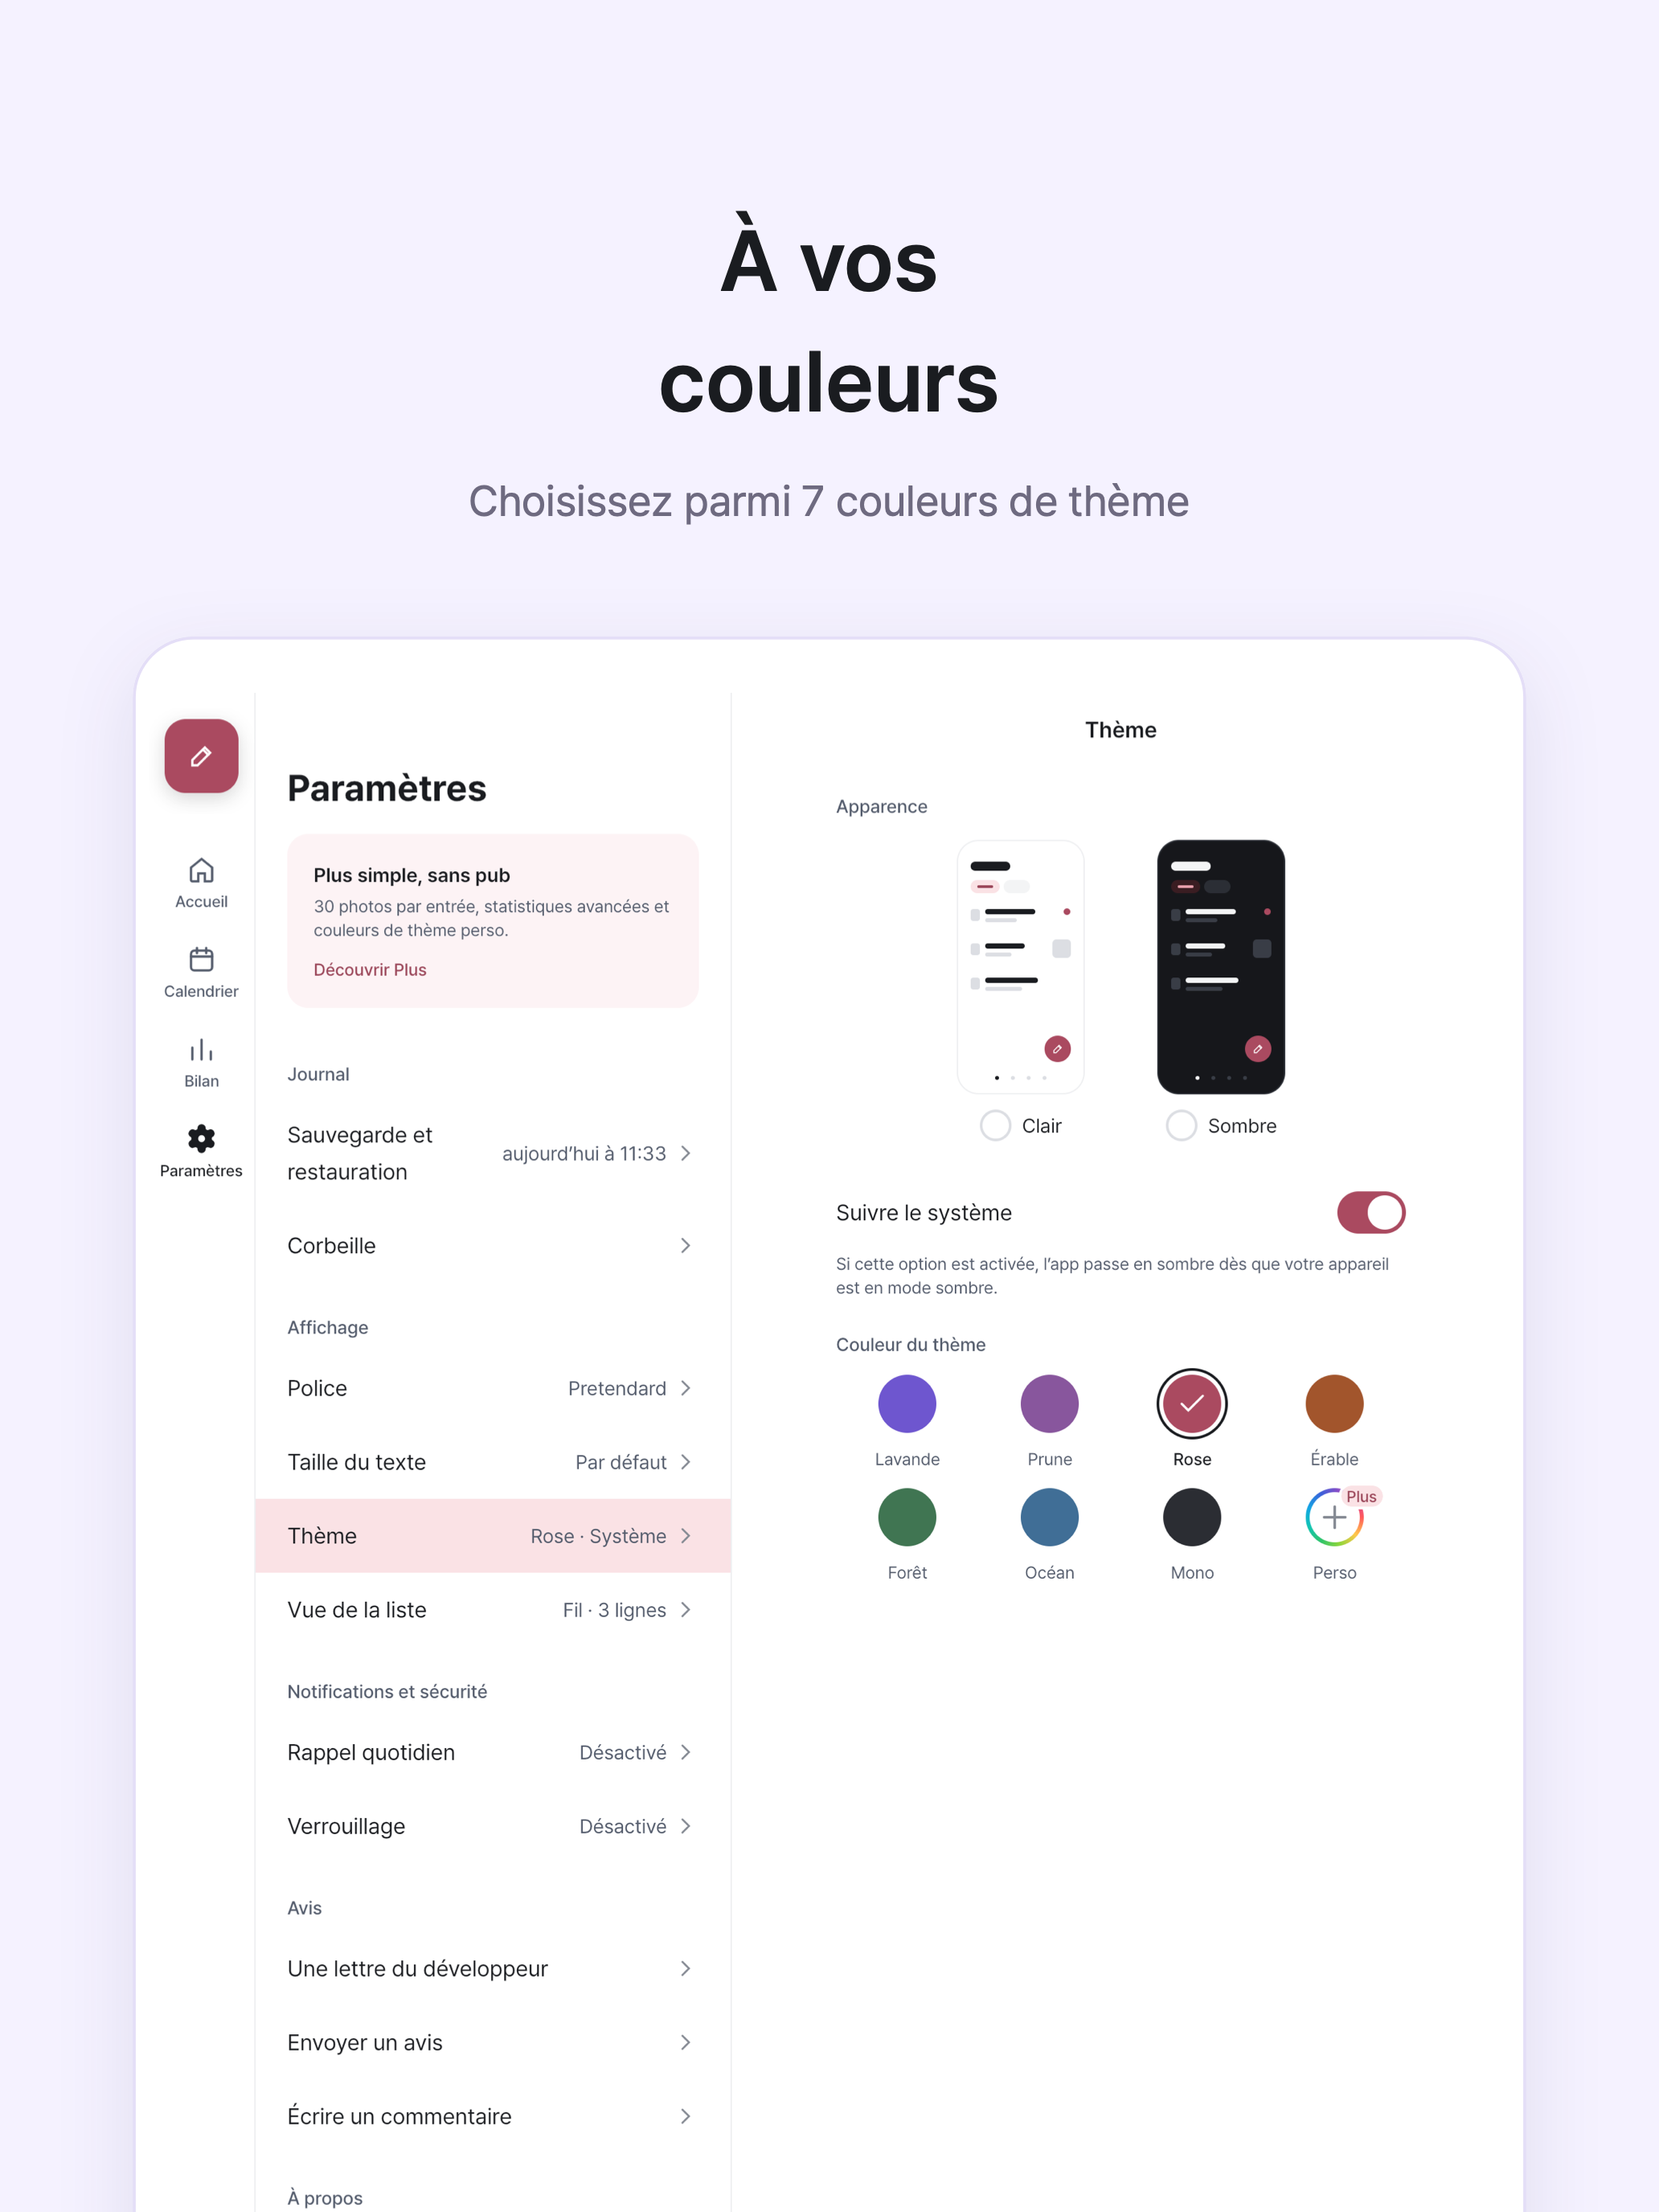 À vos
couleurs
Choisissez parmi 7 couleurs de thème
Accueil
Calendrier
Bilan
Paramètres
Paramètres
Plus simple, sans pub
30 photos par entrée, statistiques avancées et
couleurs de thème perso.
Découvrir Plus
Journal
Sauvegarde et
restauration
aujourd’hui à 11:33
Corbeille
Affichage
Police Pretendard
Taille du texte Par défaut
Thème Rose · Système
Vue de la liste Fil · 3 lignes
Notifications et sécurité
Rappel quotidien Désactivé
Verrouillage Désactivé
Avis
Une lettre du développeur
Envoyer un avis
Écrire un commentaire
À propos
Thème
Apparence
Clair Sombre
Suivre le système
Si cette option est activée, l’app passe en sombre dès que votre appareil
est en mode sombre.
Couleur du thème
Lavande Prune Rose Érable
Plus
Forêt Océan Mono Perso